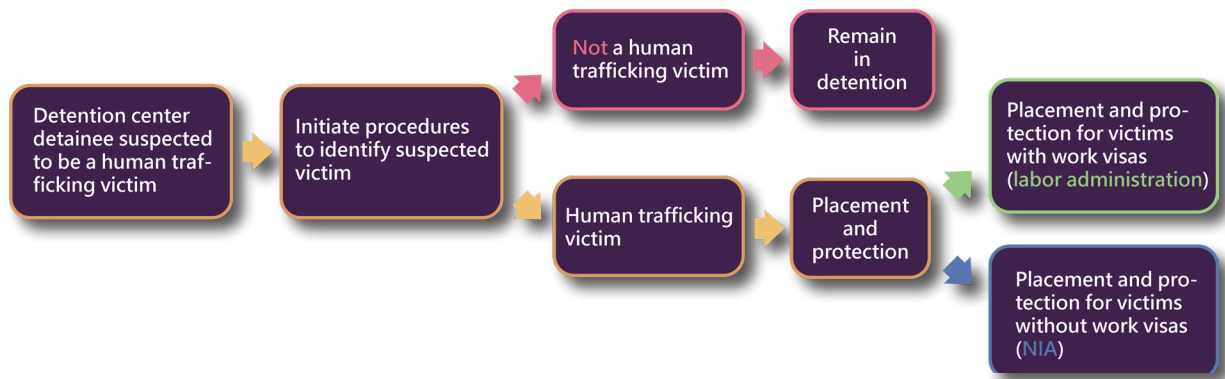 Detention center
detainee suspected
to be a human traf-
ficking victim
Initiate procedures
to identify suspected
victim
Not a human
trafficking victim
Remain
in
detention
Human trafficking
victim
Placement
and
protection
Placement and pro-
tection for victims
with work visas
(labor administration)
Placement and pro-
tection for victims
without work visas
(NIA)